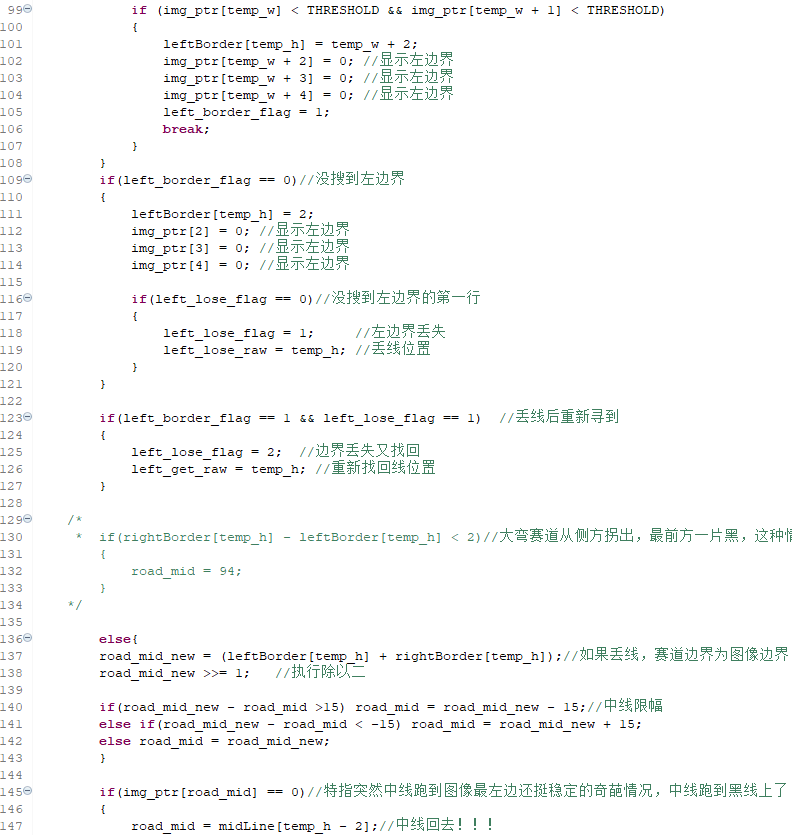 99 if (img_ptr[temp_w] < THRESHOLD && img_ptr[temp_w + 1] < THRESHOLD)
100 {
101 leftBorder[temp_h] = temp_w + 2;
102 img_ptr[temp_w + 2] = 0; //显示左边界
103 img_ptr[temp_w + 3] = 0; //显示左边界
104 img_ptr[temp_w + 4] = 0; //显示左边界
105 left_border_flag = 1;
106 break;
107 }
108 }
109 if(left_border_flag == 0)//没搜到左边界
110 {
111 leftBorder[temp_h] = 2;
112 img_ptr[2] = 0; //显示左边界
113 img_ptr[3] = 0; //显示左边界
114 img_ptr[4] = 0; //显示左边界
115
116 if(left_lose_flag == 0)//没搜到左边界的第一行
117 {
118 left_lose_flag = 1; //左边界丢失
119 left_lose_raw = temp_h; //丢线位置
120 }
121 }
122
123 if(left_border_flag == 1 && left_lose_flag == 1) //丢线后重新寻到
124 {
125 left_lose_flag = 2; //边界丢失又找回
126 left_get_raw = temp_h; //重新找回线位置
127 }
128
129 /*
130 * if(rightBorder[temp_h] - leftBorder[temp_h] < 2)//大弯赛道从侧方拐出，最前方一片黑，这种情
131 {
132 road_mid = 94;
133 }
134 */
135
136 else{
137 road_mid_new = (leftBorder[temp_h] + rightBorder[temp_h]);//如果丢线，赛道边界为图像边界
138 road_mid_new >>= 1; //执行除以二
139
140 if(road_mid_new - road_mid >15) road_mid = road_mid_new - 15;//中线限幅
141 else if(road_mid_new - road_mid < -15) road_mid = road_mid_new + 15;
142 else road_mid = road_mid_new;
143 }
144
145 if(img_ptr[road_mid] == 0)//特指突然中线跑到图像最左边还挺稳定的奇葩情况，中线跑到黑线上了
146 {
147 road_mid = midLine[temp_h - 2];//中线回去！！！